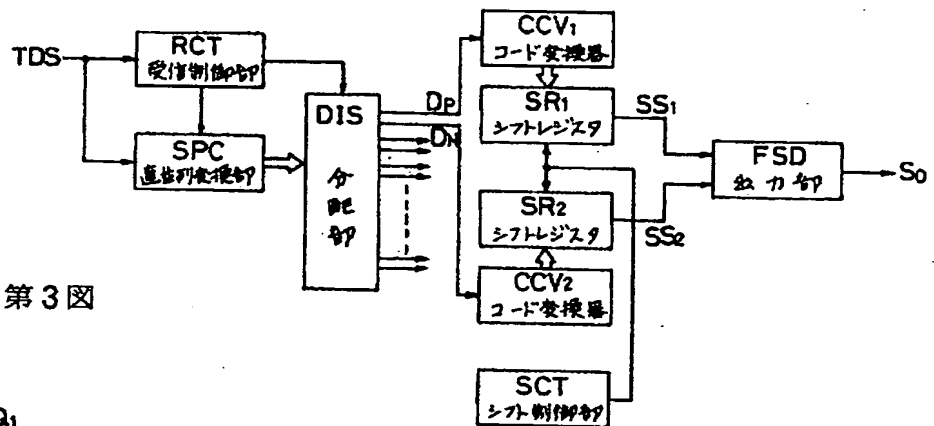 TDS
RCT
受信制御部
SPC
直並列変換部
DIS
分配部
DP
DN
CCV1
コード変換器
SR1
シフトレジスタ
SS1
SR2
シフトレジスタ
SS2
CCV2
コード変換器
FSD
出力部
So
SCT
シフト制御部
第3図